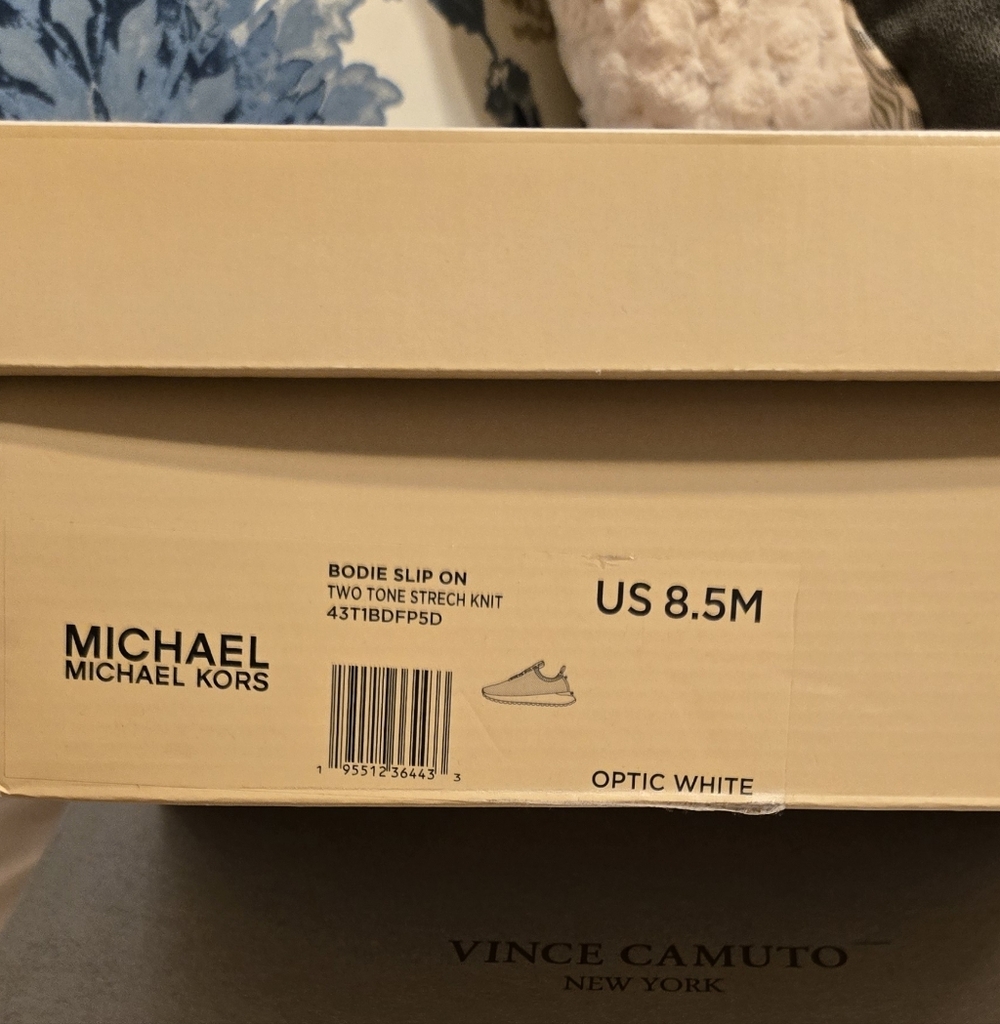 BODIE SLIP ON
TWO TONE STRECH KNIT
43T1BDFP5D
US 8.5M
MICHAEL
MICHAEL KORS
1 95512 36443 3
OPTIC WHITE
VINCE CAMUTO
NEW YORK